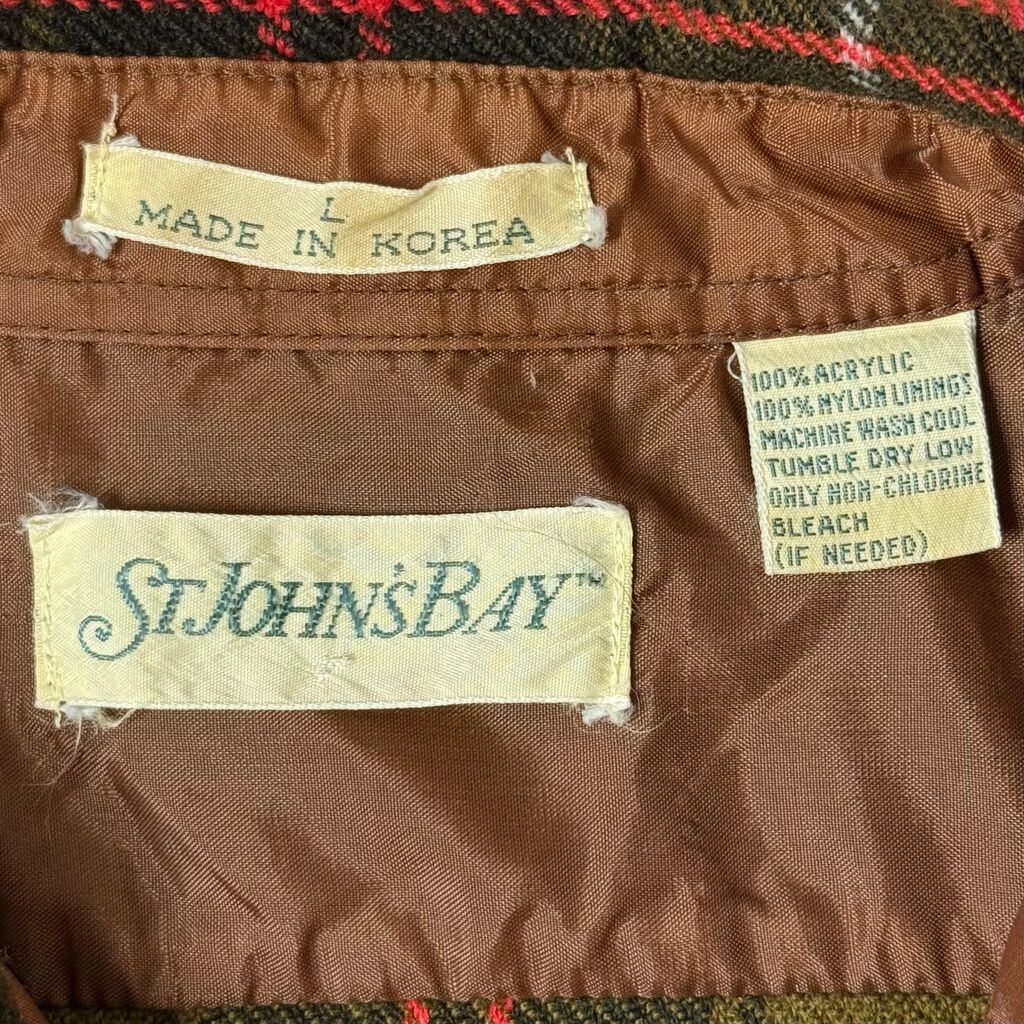 L
MADE IN KOREA
100% ACRYLIC
100% NYLON LININGS
MACHINE WASH COOL
TUMBLE DRY LOW
ONLY NON-CHLORINE
BLEACH
(IF NEEDED)
ST JOHN'S BAY™